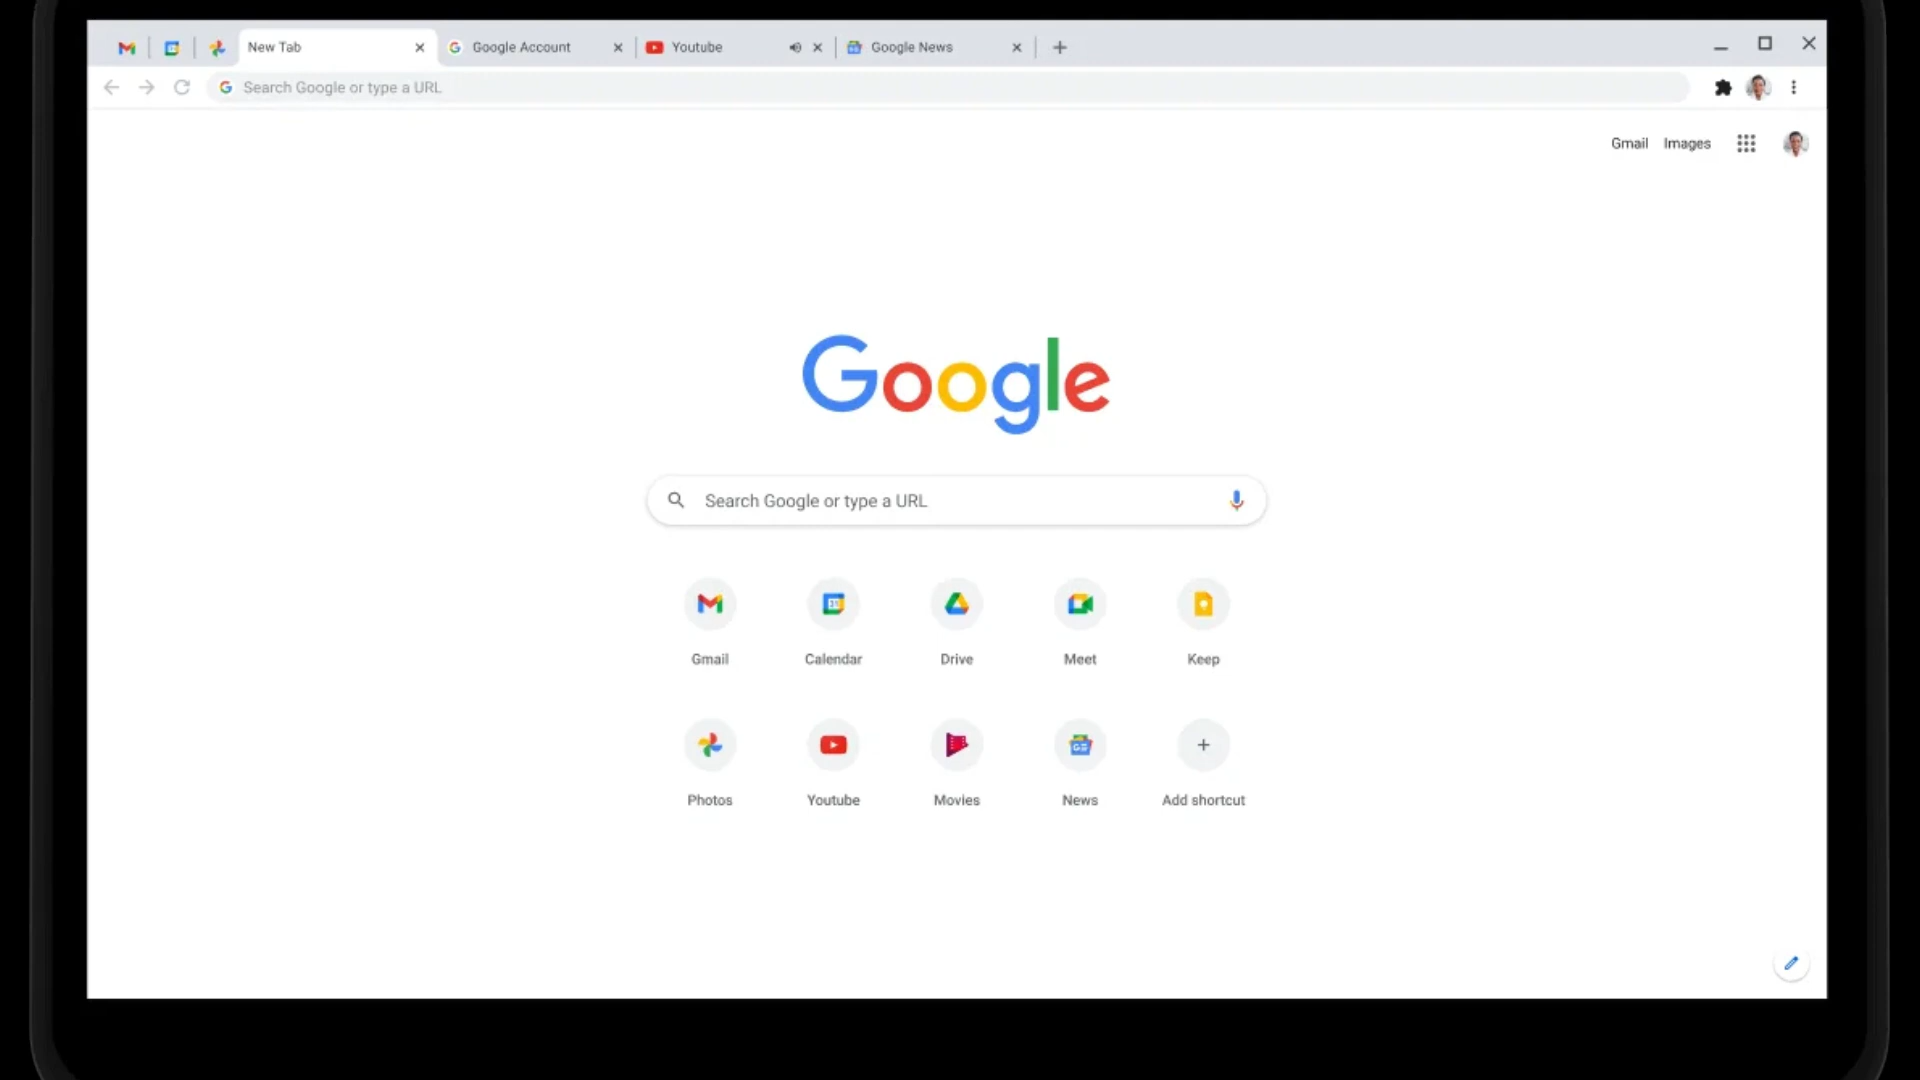 New Tab
Google Account
Youtube
Google News
Search Google or type a URL
Gmail
Images
Google
Search Google or type a URL
Gmail
Calendar
Drive
Meet
Keep
Photos
Youtube
Movies
News
Add shortcut